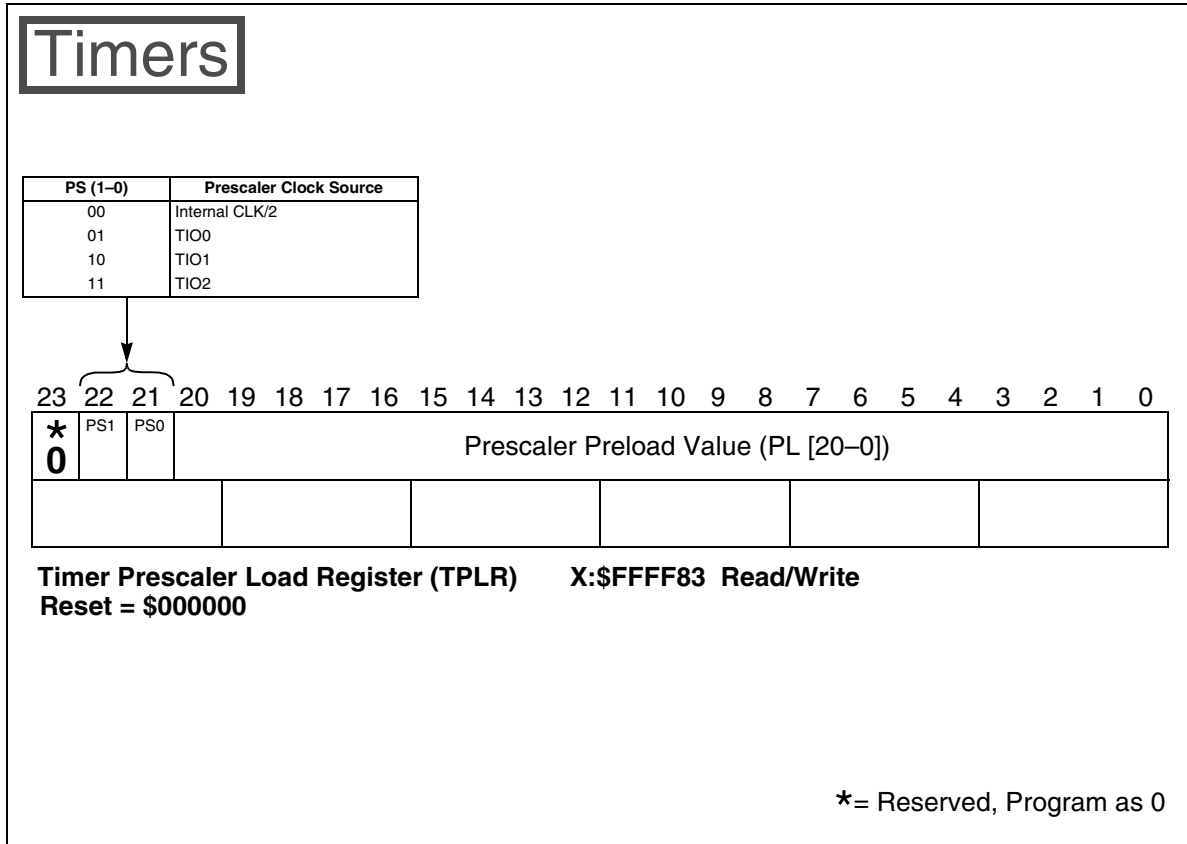 Timers
PS (1–0) Prescaler Clock Source
00 Internal CLK/2
01 TIO0
10 TIO1
11 TIO2
23 22 21 20 19 18 17 16 15 14 13 12 11 10 9 8 7 6 5 4 3 2 1 0
* PS1 PS0 Prescaler Preload Value (PL [20–0])
0
Timer Prescaler Load Register (TPLR) X:$FFFF83 Read/Write
Reset = $000000
*= Reserved, Program as 0